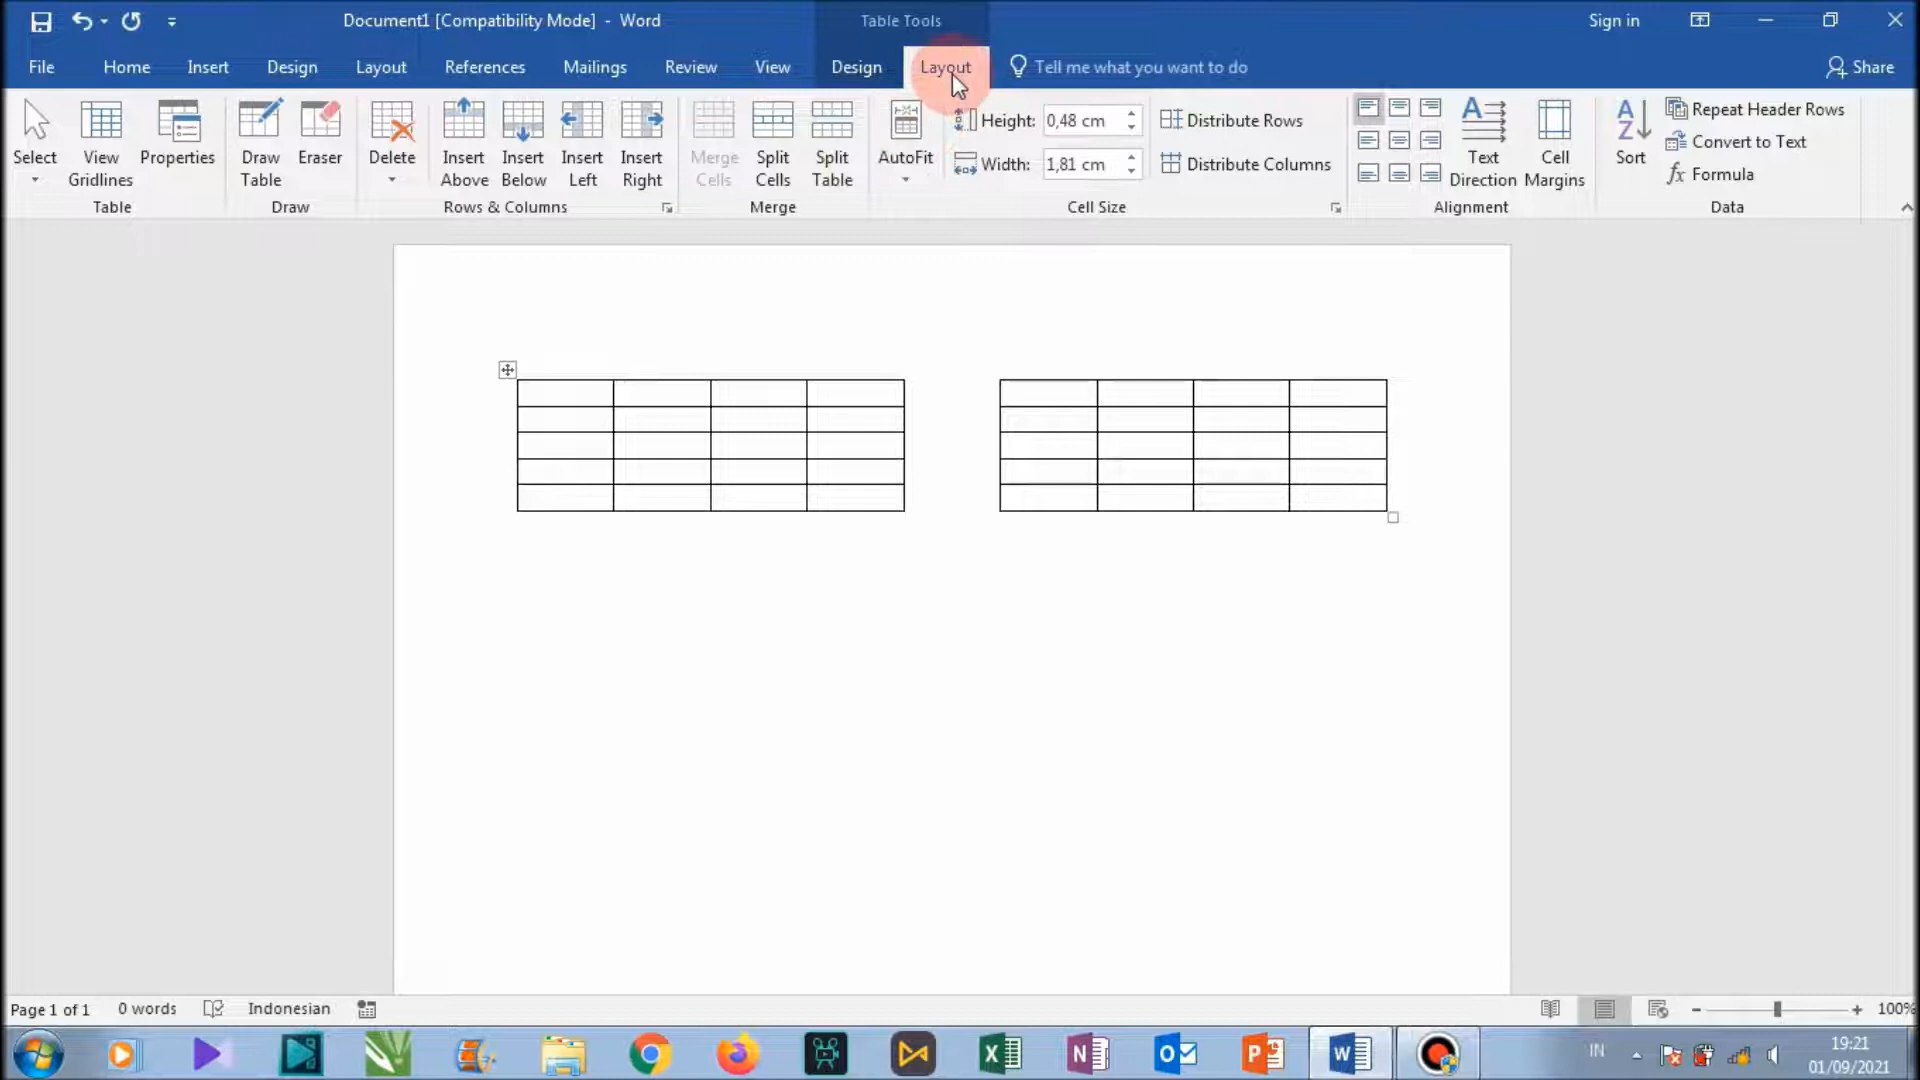 Document1 [Compatibility Mode] - Word
Table Tools
Sign in
File Home Insert Design Layout References Mailings Review View Design Layout Tell me what you want to do Share
Select
View Gridlines
Properties
Table
Draw Table
Eraser
Draw
Delete
Insert Above
Insert Below
Insert Left
Insert Right
Rows & Columns
Merge Cells
Split Cells
Split Table
Merge
AutoFit
Height: 0,48 cm
Width: 1,81 cm
Distribute Rows
Distribute Columns
Cell Size
Text Direction
Cell Margins
Alignment
A Z
Sort
Repeat Header Rows
Convert to Text
fx Formula
Data
Page 1 of 1 0 words Indonesian
100%
IN
19:21
01/09/2021